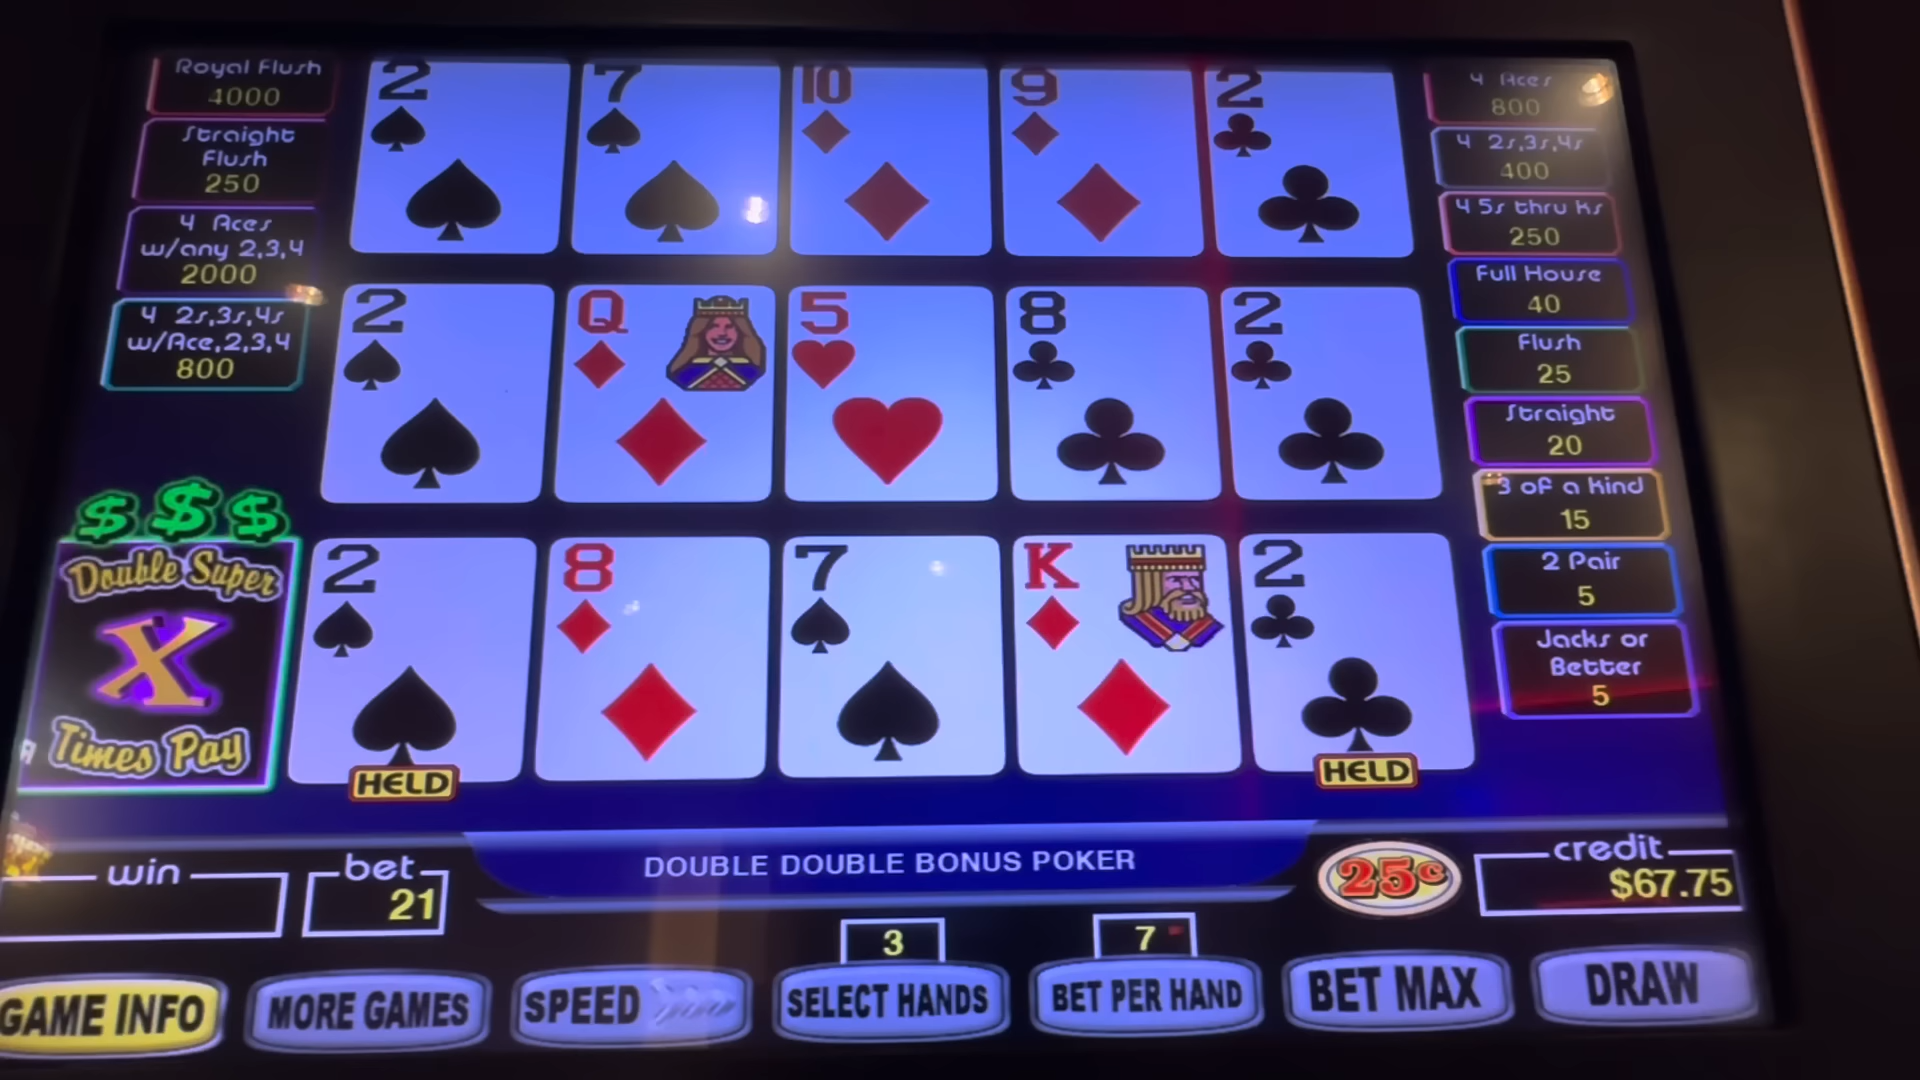 Royal Flush
4000
Straight
Flush
250
4 Aces
w/any 2,3,4
2000
4 2s,3s,4s
w/Ace,2,3,4
800
2 7 10 9 2
2 Q 5 8 2
2 8 7 K 2
HELD HELD
4 Aces
800
4 2s,3s,4s
400
4 5s thru Ks
250
Full House
40
Flush
25
Straight
20
3 of a Kind
15
2 Pair
5
Jacks or
Better
5
$ $ $
Double Super
X
Times Pay
win
bet
21
DOUBLE DOUBLE BONUS POKER
25¢
credit
$67.75
3
7
GAME INFO
MORE GAMES
SPEED
SELECT HANDS
BET PER HAND
BET MAX
DRAW